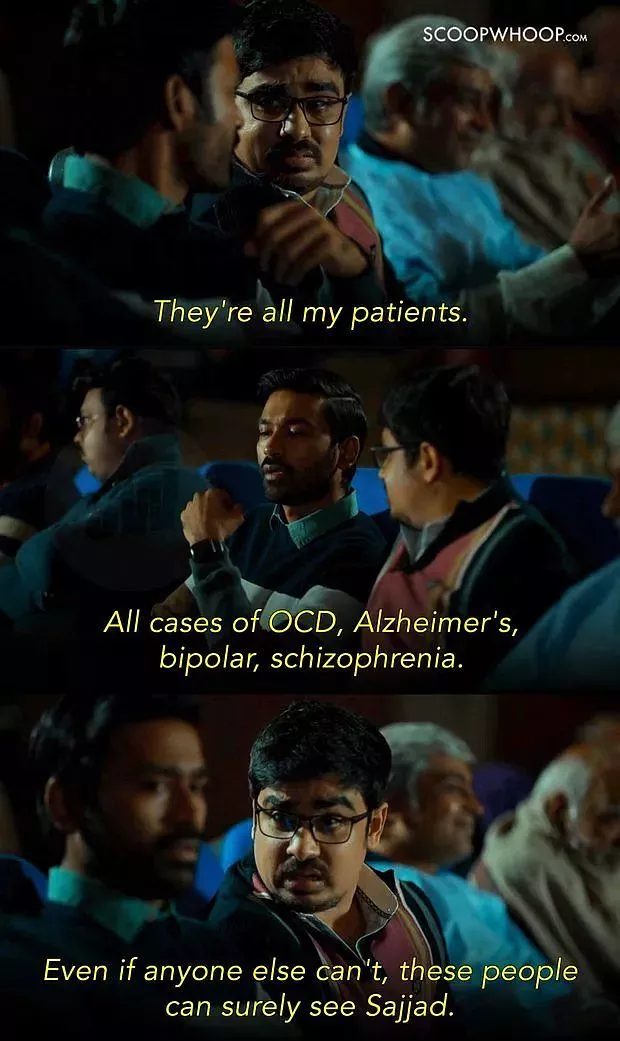 SCOOPWHOOP.COM
They're all my patients.
All cases of OCD, Alzheimer's,
bipolar, schizophrenia.
Even if anyone else can't, these people
can surely see Sajjad.